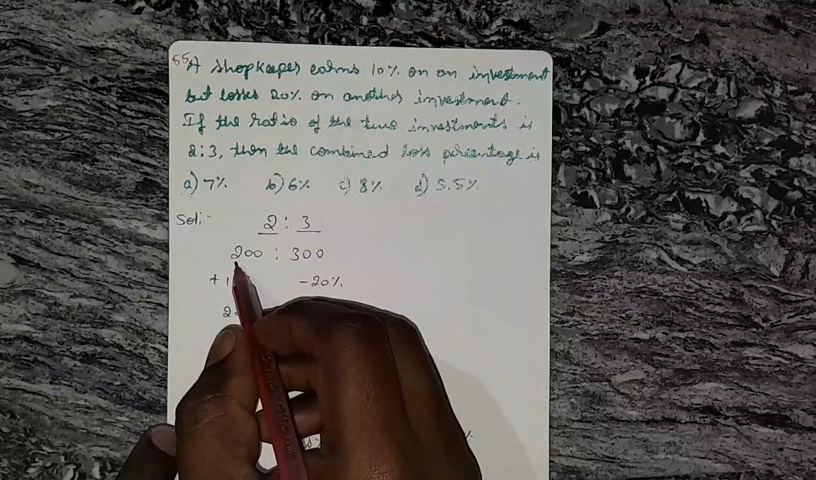 55 A shopkeeper earns 10% on an investment
but losses 20% on another investment.
If the ratio of the two investments is
2:3, then the combined loss percentage is
a) 7% b) 6% c) 8% d) 5.5%
Sol:-
2 : 3
200 : 300
-20%